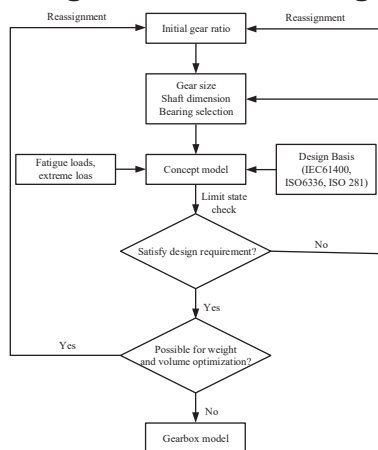 Reassignment
Reassignment
Initial gear ratio
Gear size
Shaft dimension
Bearing selection
Fatigue loads,
extreme loas
Concept model
Design Basis
(IEC61400,
ISO6336, ISO 281)
Limit state
check
Satisfy design requirement?
No
Yes
Yes
Possible for weight
and volume optimization?
No
Gearbox model